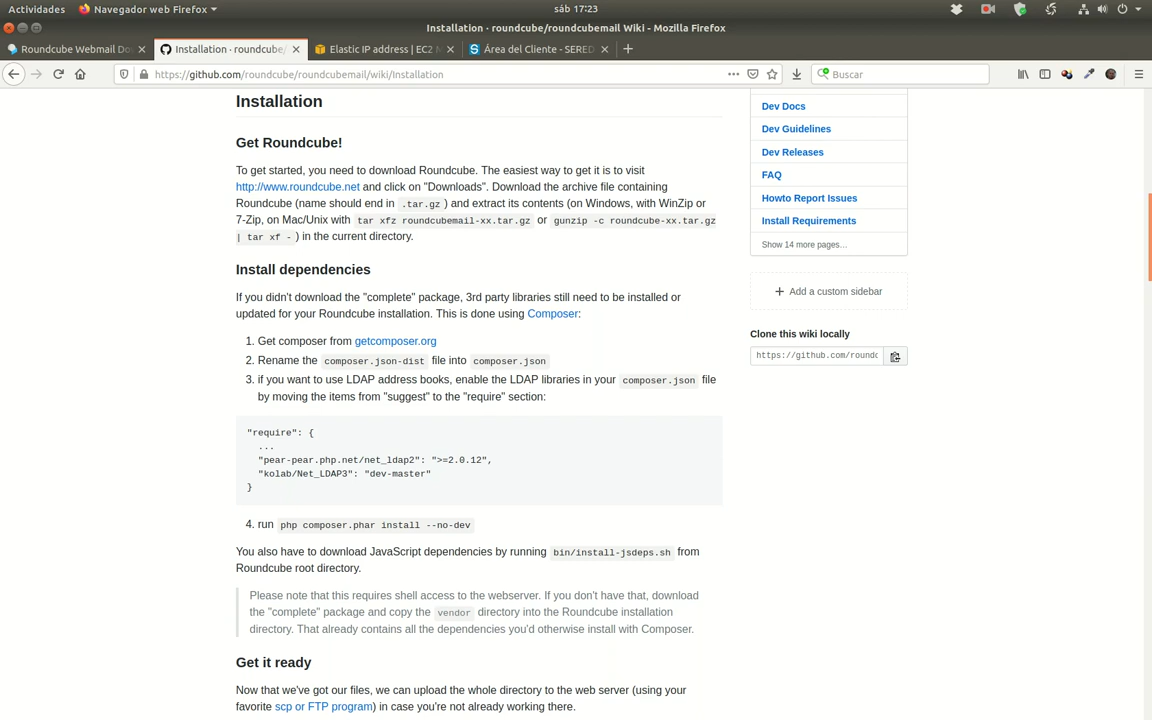 Actividades
Navegador web Firefox
sáb 17:23
Installation · roundcube/roundcubemail Wiki - Mozilla Firefox
Roundcube Webmail Do
Installation · roundcube/
Elastic IP address | EC2 M
Área del Cliente - SERED
https://github.com/roundcube/roundcubemail/wiki/Installation
Buscar
Installation
Get Roundcube!
To get started, you need to download Roundcube. The easiest way to get it is to visit
http://www.roundcube.net and click on "Downloads". Download the archive file containing
Roundcube (name should end in .tar.gz ) and extract its contents (on Windows, with WinZip or
7-Zip, on Mac/Unix with tar xfz roundcubemail-xx.tar.gz or gunzip -c roundcube-xx.tar.gz
| tar xf - ) in the current directory.
Install dependencies
If you didn't download the "complete" package, 3rd party libraries still need to be installed or
updated for your Roundcube installation. This is done using Composer:
1. Get composer from getcomposer.org
2. Rename the composer.json-dist file into composer.json
3. if you want to use LDAP address books, enable the LDAP libraries in your composer.json file
by moving the items from "suggest" to the "require" section:
"require": {
...
"pear-pear.php.net/net_ldap2": ">=2.0.12",
"kolab/Net_LDAP3": "dev-master"
}
4. run php composer.phar install --no-dev
You also have to download JavaScript dependencies by running bin/install-jsdeps.sh from
Roundcube root directory.
Please note that this requires shell access to the webserver. If you don't have that, download
the "complete" package and copy the vendor directory into the Roundcube installation
directory. That already contains all the dependencies you'd otherwise install with Composer.
Get it ready
Now that we've got our files, we can upload the whole directory to the web server (using your
favorite scp or FTP program) in case you're not already working there.
Dev Docs
Dev Guidelines
Dev Releases
FAQ
Howto Report Issues
Install Requirements
Show 14 more pages…
+ Add a custom sidebar
Clone this wiki locally
https://github.com/roundc